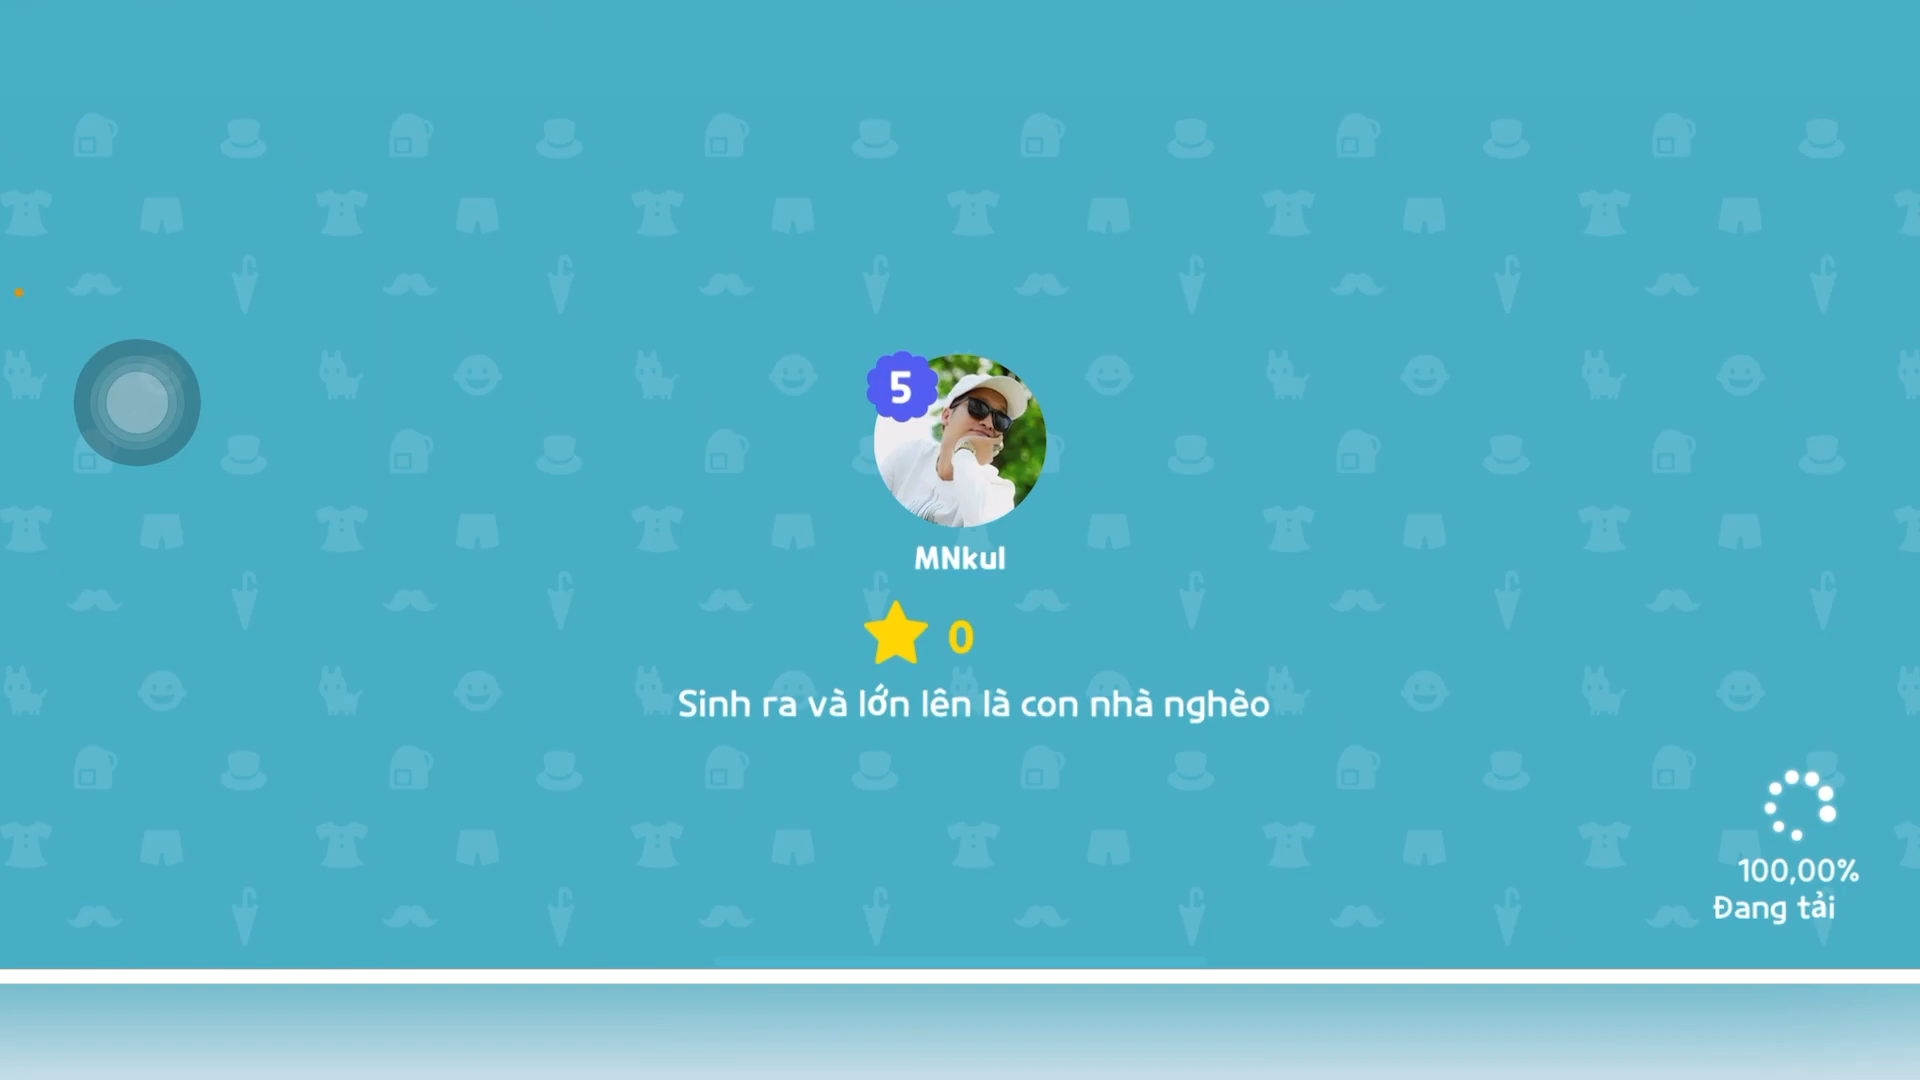 5
MNkul
0
Sinh ra và lớn lên là con nhà nghèo
100,00%
Đang tải